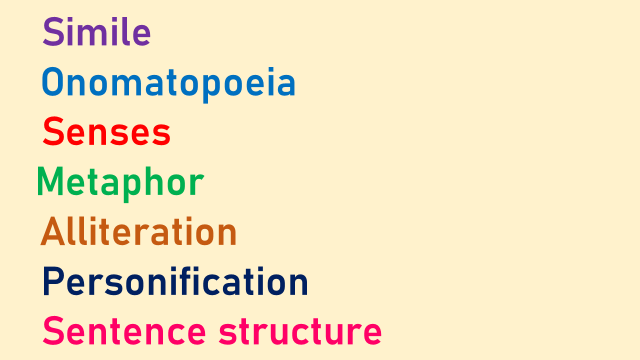 Simile
Onomatopoeia
Senses
Metaphor
Alliteration
Personification
Sentence structure